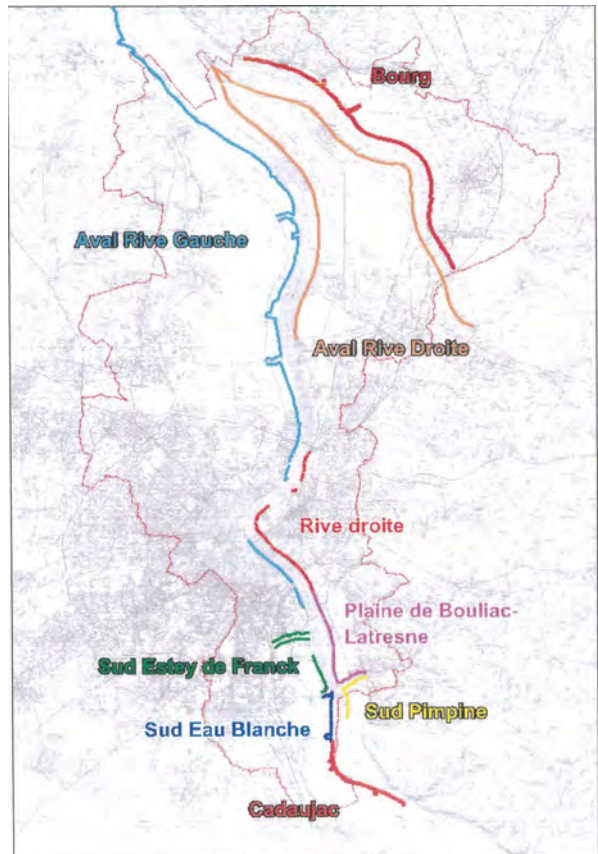 Bourg
Aval Rive Gauche
Aval Rive Droite
Rive droite
Plaine de Bouliac-
Latresne
Sud Estey de Franck
Sud Pimpine
Sud Eau Blanche
Cadaujac